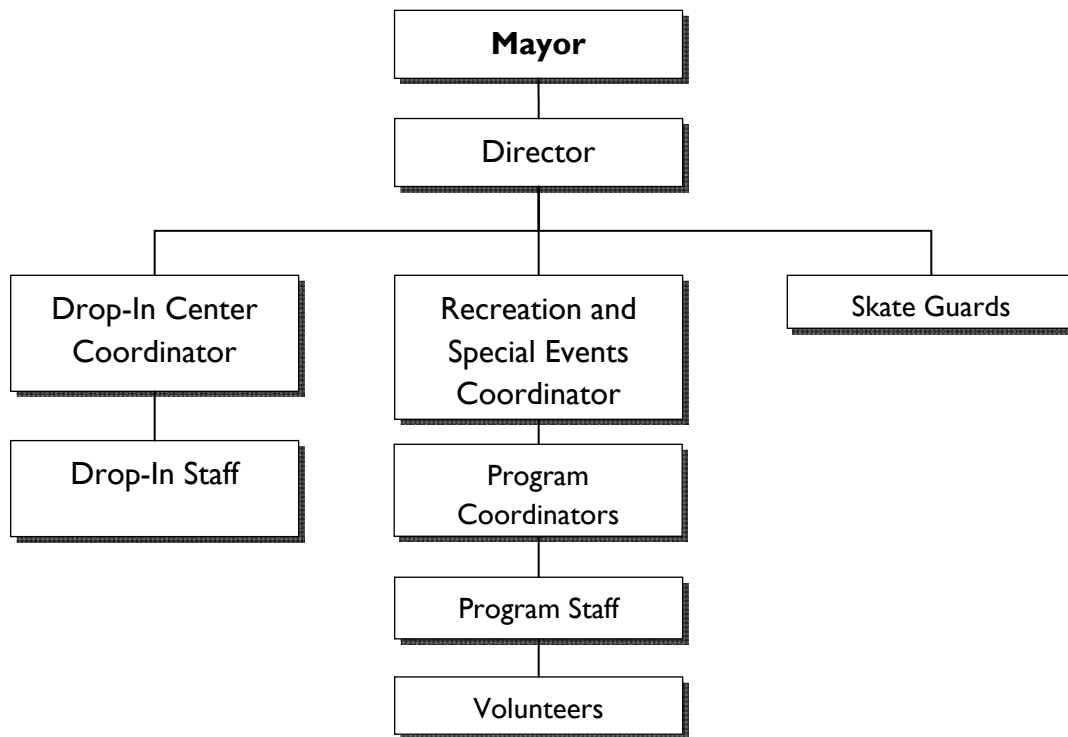 Mayor
Director
Drop-In Center
Coordinator
Recreation and
Special Events
Coordinator
Skate Guards
Drop-In Staff
Program
Coordinators
Program Staff
Volunteers